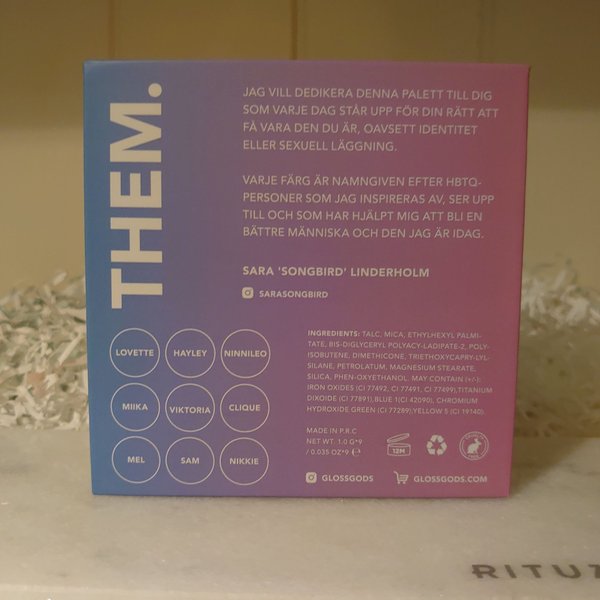 THEM.
JAG VILL DEDIKERA DENNA PALETT TILL DIG
SOM VARJE DAG STÅR UPP FÖR DIN RÄTT ATT
FÅ VARA DEN DU ÄR, OAVSETT IDENTITET
ELLER SEXUELL LÄGGNING.
VARJE FÄRG ÄR NAMNGIVEN EFTER HBTQ-
PERSONER SOM JAG INSPIRERAS AV, SER UPP
TILL OCH SOM HAR HJÄLPT MIG ATT BLI EN
BÄTTRE MÄNNISKA OCH DEN JAG ÄR IDAG.
SARA 'SONGBIRD' LINDERHOLM
SARASONGBIRD
LOVETTE HAYLEY NINNILEO
MIIKA VIKTORIA CLIQUE
MEL SAM NIKKIE
INGREDIENTS: TALC, MICA, ETHYLHEXYL PALMI-
TATE, BIS-DIGLYCERYL POLYACY-LADIPATE-2, POLY-
ISOBUTENE, DIMETHICONE, TRIETHOXYCAPRY-LYL-
SILANE, PETROLATUM, MAGNESIUM STEARATE,
SILICA, PHEN-OXYETHANOL. MAY CONTAIN (+/-):
IRON OXIDES (CI 77492, CI 77491, CI 77499),TITANIUM
DIXOIDE (CI 77891),BLUE 1(CI 42090), CHROMIUM
HYDROXIDE GREEN (CI 77289),YELLOW 5 (CI 19140).
MADE IN P.R.C
NET WT. 1.0 G*9
/ 0.035 OZ*9 ℮
12M
GLOSSGODS
GLOSSGODS.COM
RITU